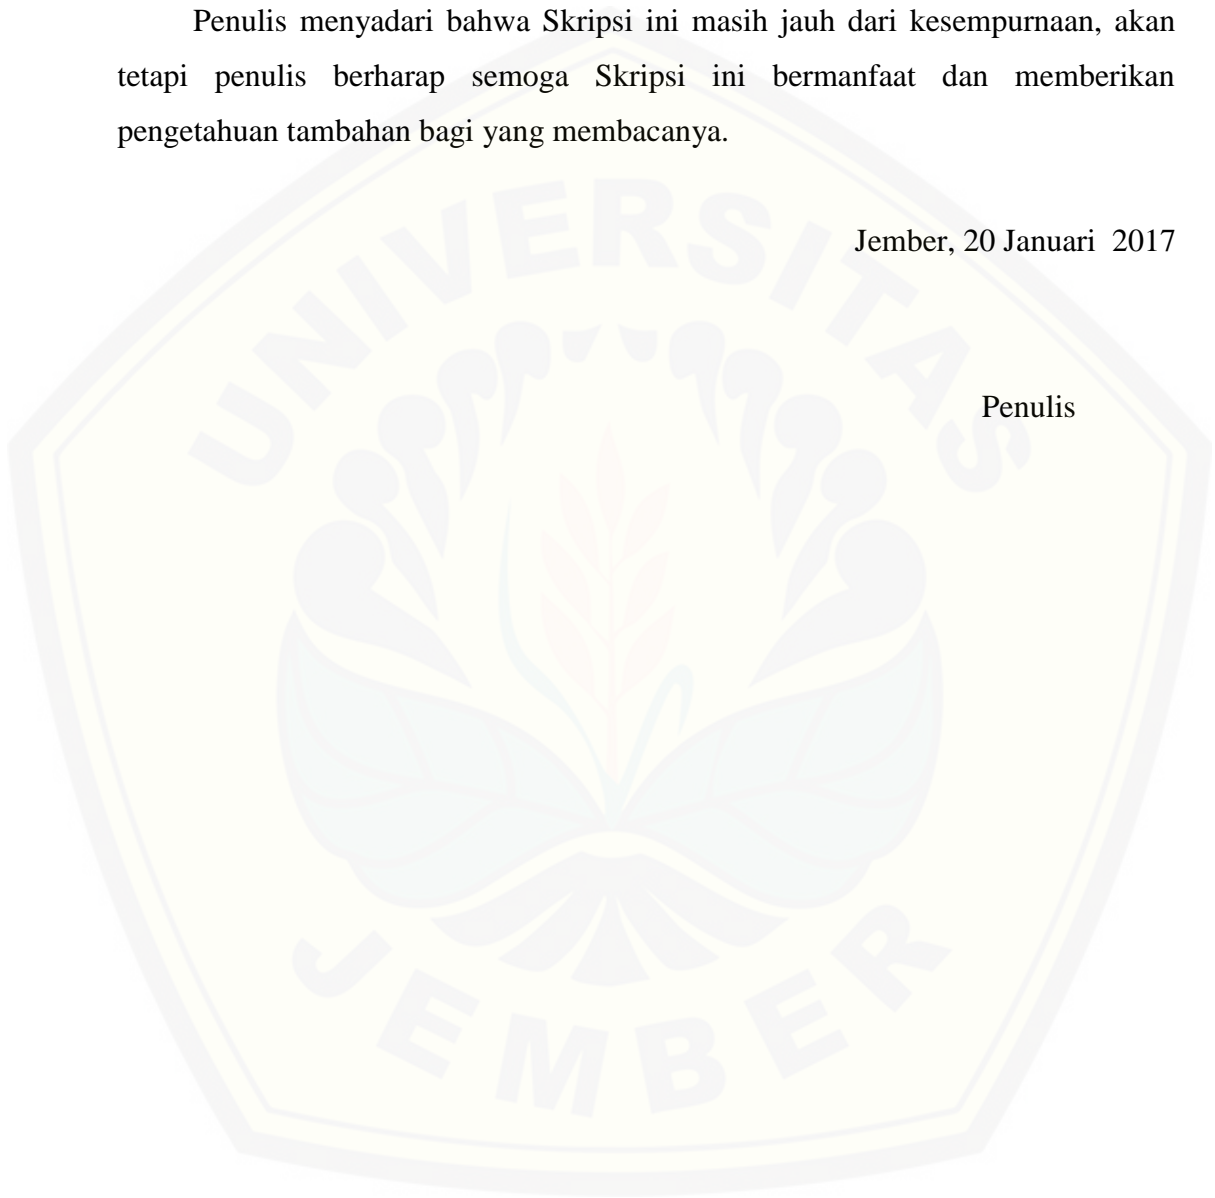 Penulis menyadari bahwa Skripsi ini masih jauh dari kesempurnaan, akan
tetapi penulis berharap semoga Skripsi ini bermanfaat dan memberikan
pengetahuan tambahan bagi yang membacanya.
Jember, 20 Januari 2017
Penulis
UNIVERSITAS
JEMBER